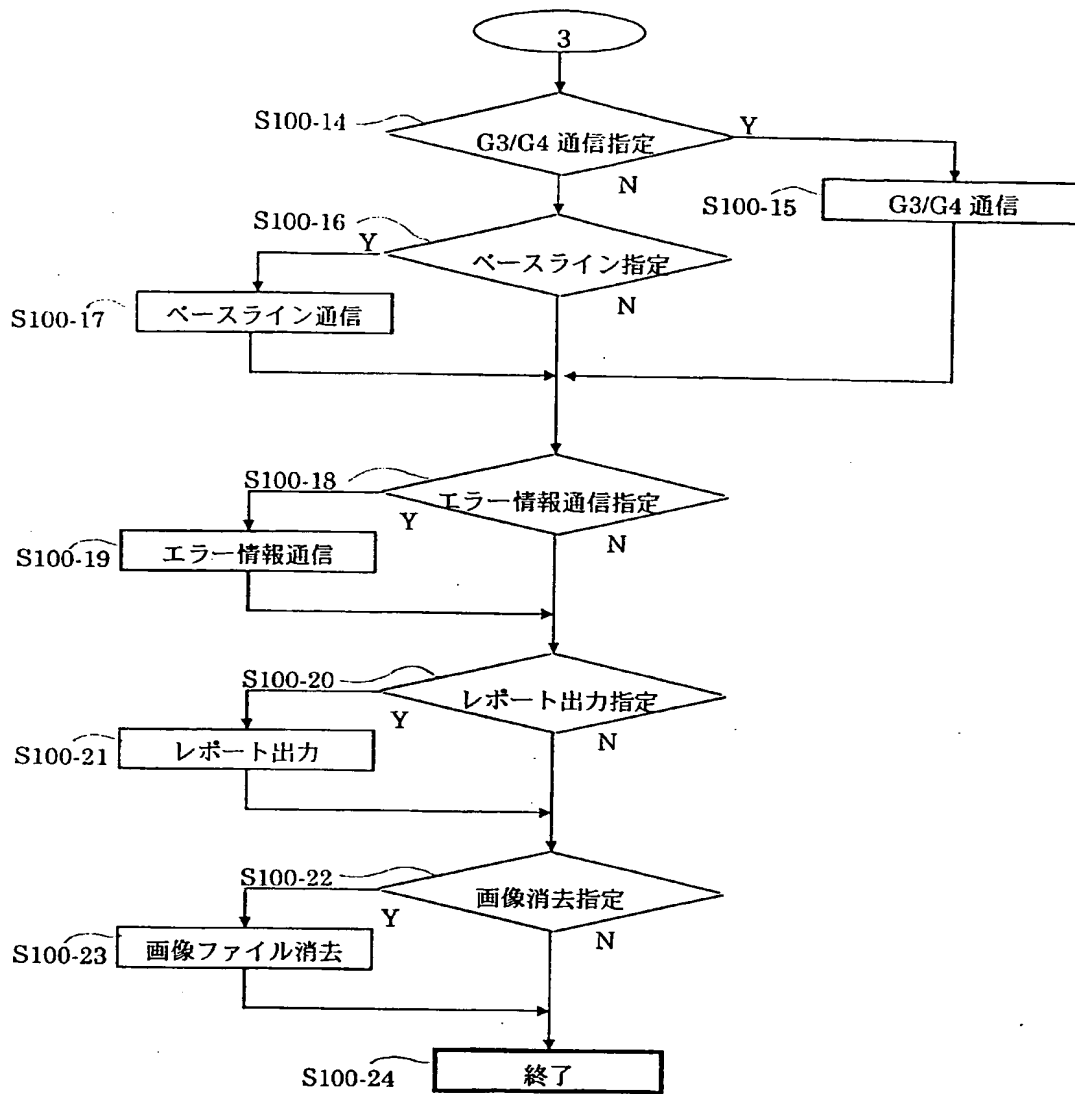 3
S100-14
G3/G4 通信指定
Y
N
S100-15
G3/G4 通信
S100-16
Y
ベースライン指定
N
S100-17
ベースライン通信
S100-18
エラー情報通信指定
Y
N
S100-19
エラー情報通信
S100-20
レポート出力指定
Y
N
S100-21
レポート出力
S100-22
画像消去指定
Y
N
S100-23
画像ファイル消去
S100-24
終了